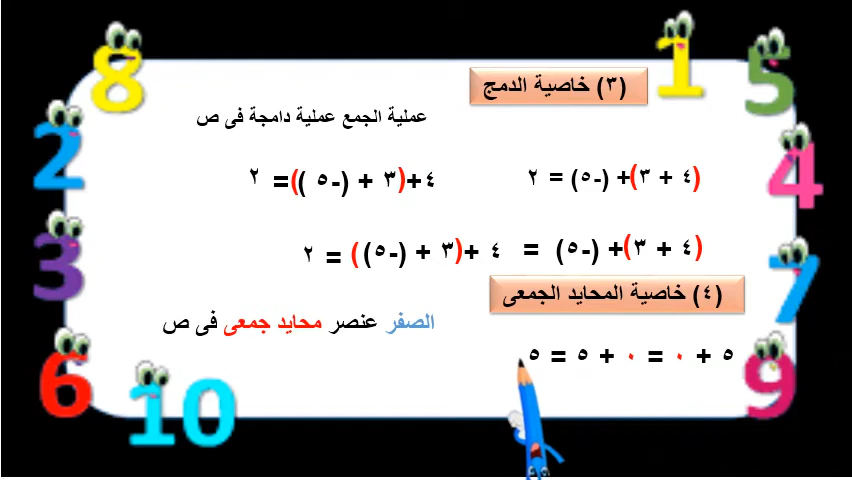 (٣) خاصية الدمج
عملية الجمع عملية دامجة فى ص
(٤ + ٣) + (-٥) = ٢
٤ + (٣ + (-٥)) = ٢
(٤ + ٣) + (-٥) = ٤ + (٣ + (-٥)) = ٢
(٤) خاصية المحايد الجمعى
الصفر عنصر محايد جمعى فى ص
٥ + ٠ = ٠ + ٥ = ٥
8
2
3
6
10
1
5
4
7
9